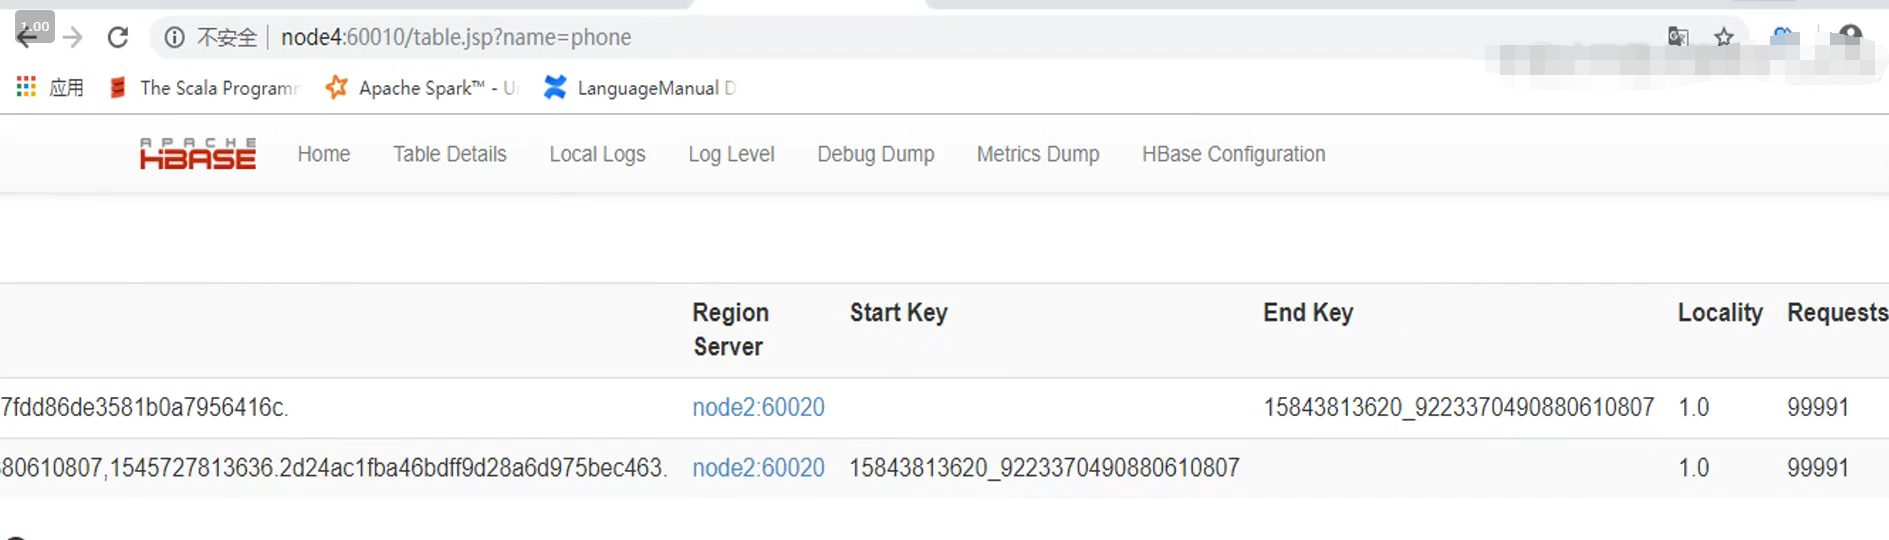 1.00
不安全 node4:60010/table.jsp?name=phone
应用 The Scala Program Apache Spark™ - U LanguageManual D
APACHE HBASE Home Table Details Local Logs Log Level Debug Dump Metrics Dump HBase Configuration
Region Server Start Key End Key Locality Requests
7fdd86de3581b0a7956416c. node2:60020 15843813620_9223370490880610807 1.0 99991
80610807,1545727813636.2d24ac1fba46bdff9d28a6d975bec463. node2:60020 15843813620_9223370490880610807 1.0 99991